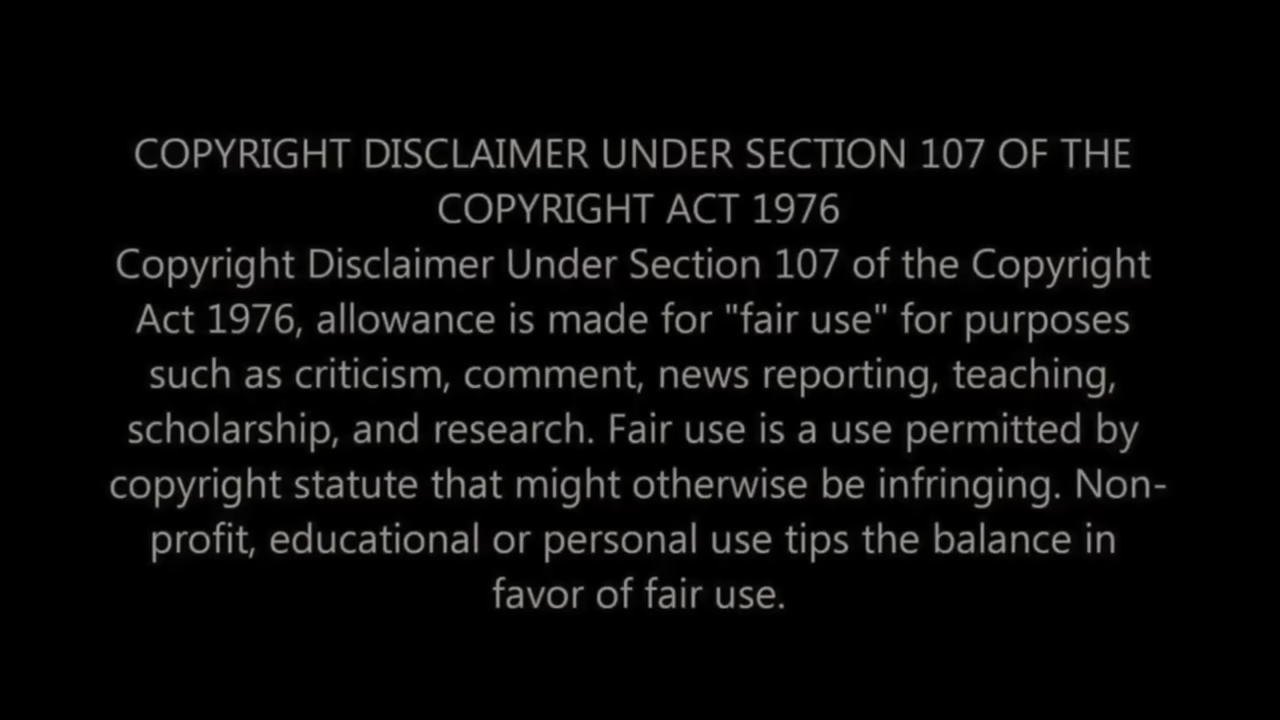 COPYRIGHT DISCLAIMER UNDER SECTION 107 OF THE
COPYRIGHT ACT 1976
Copyright Disclaimer Under Section 107 of the Copyright
Act 1976, allowance is made for "fair use" for purposes
such as criticism, comment, news reporting, teaching,
scholarship, and research. Fair use is a use permitted by
copyright statute that might otherwise be infringing. Non-
profit, educational or personal use tips the balance in
favor of fair use.